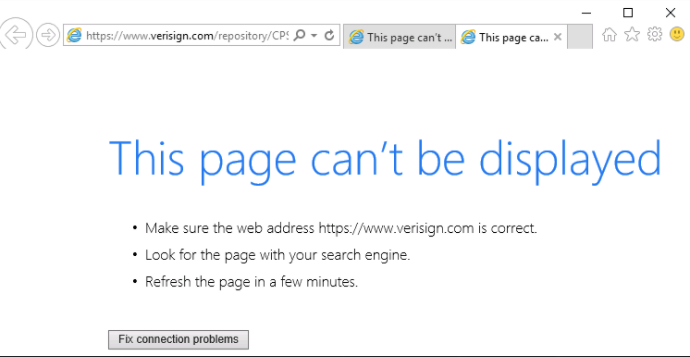 https://www.verisign.com/repository/CPS
This page can't ...
This page ca...
This page can't be displayed
• Make sure the web address https://www.verisign.com is correct.
• Look for the page with your search engine.
• Refresh the page in a few minutes.
Fix connection problems